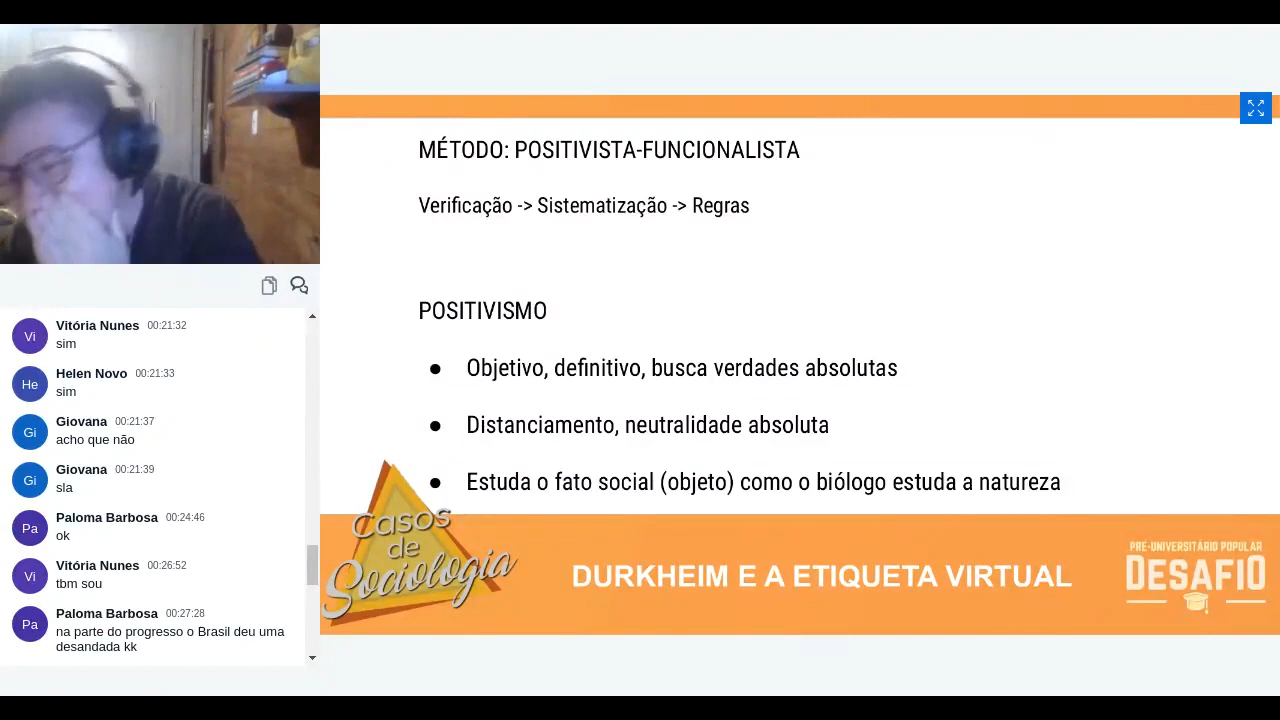 Vi
Vitória Nunes 00:21:32
sim
He
Helen Novo 00:21:33
sim
Gi
Giovana 00:21:37
acho que não
Gi
Giovana 00:21:39
sla
Pa
Paloma Barbosa 00:24:46
ok
Vi
Vitória Nunes 00:26:52
tbm sou
Pa
Paloma Barbosa 00:27:28
na parte do progresso o Brasil deu uma
desandada kk
MÉTODO: POSITIVISTA-FUNCIONALISTA
Verificação -> Sistematização -> Regras
POSITIVISMO
● Objetivo, definitivo, busca verdades absolutas
● Distanciamento, neutralidade absoluta
● Estuda o fato social (objeto) como o biólogo estuda a natureza
Casos
de
Sociologia
DURKHEIM E A ETIQUETA VIRTUAL
PRÉ-UNIVERSITÁRIO POPULAR
DESAFIO